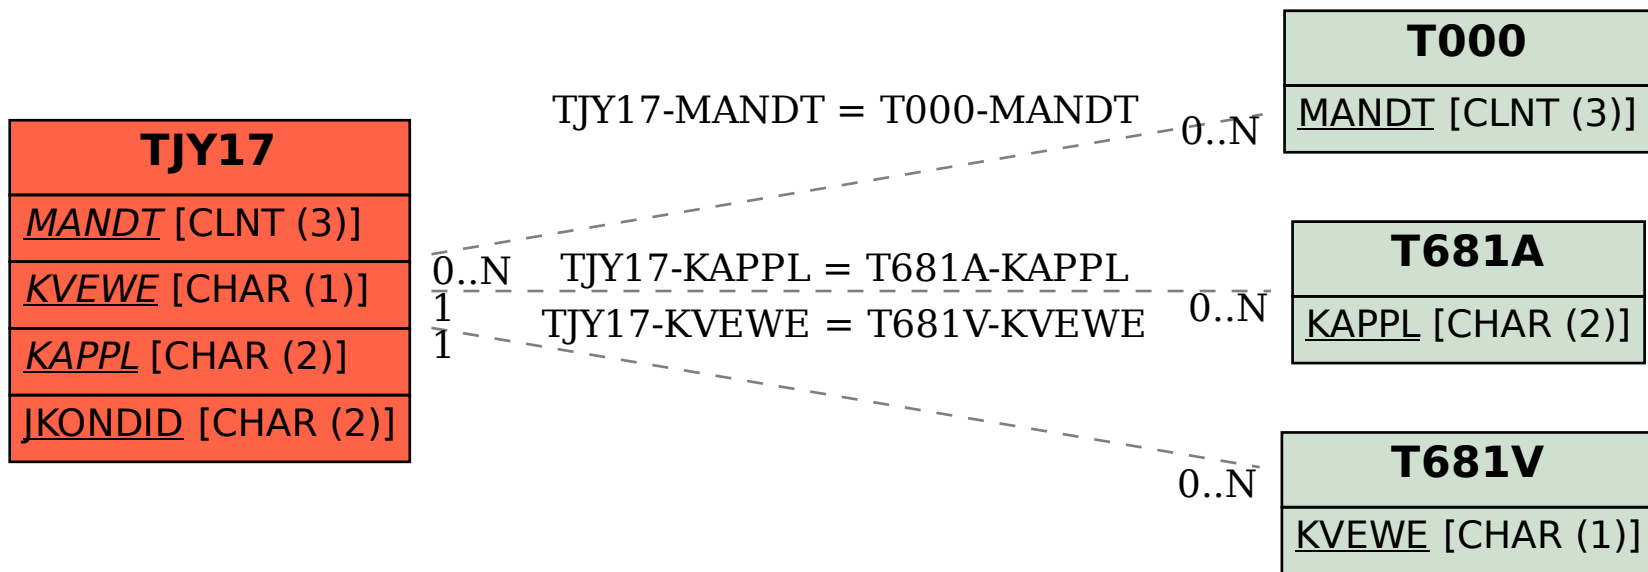 TJY17
MANDT [CLNT (3)]
KVEWE [CHAR (1)]
KAPPL [CHAR (2)]
JKONDID [CHAR (2)]
TJY17-MANDT = T000-MANDT
0..N
0..N
TJY17-KAPPL = T681A-KAPPL
1
0..N
TJY17-KVEWE = T681V-KVEWE
1
0..N
T000
MANDT [CLNT (3)]
T681A
KAPPL [CHAR (2)]
T681V
KVEWE [CHAR (1)]